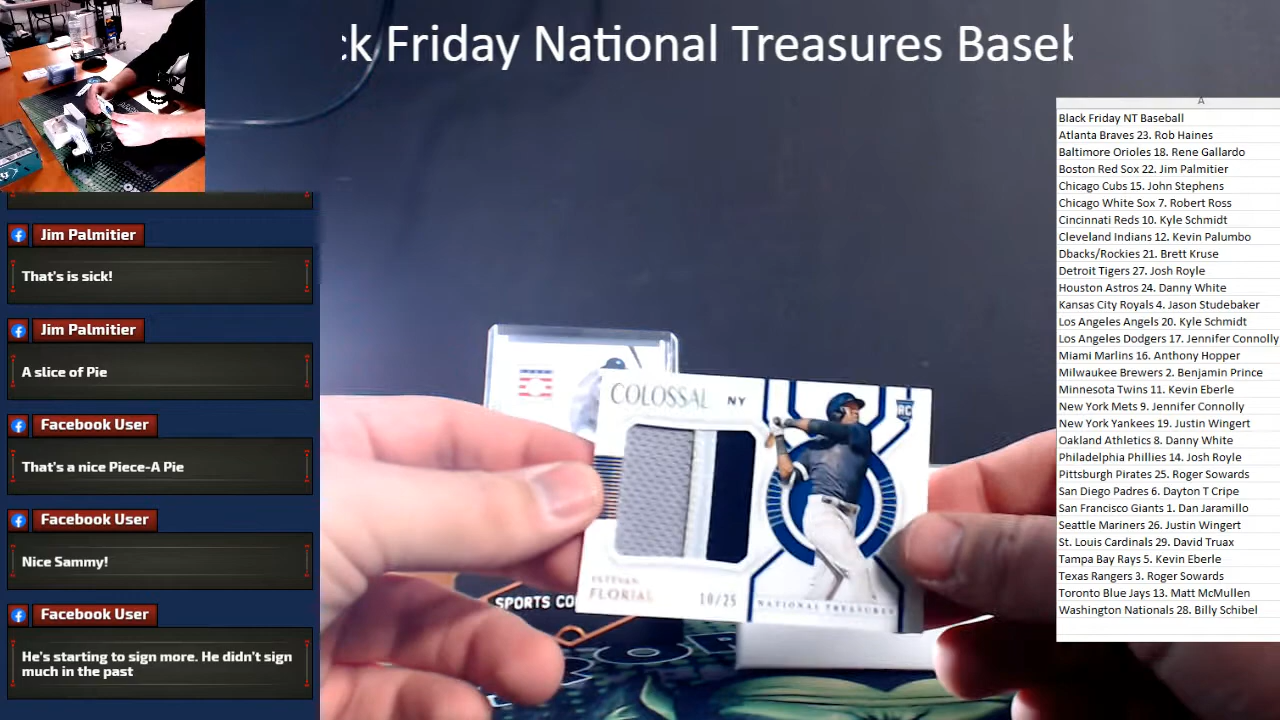 k Friday National Treasures Baseb
Jim Palmitier
That's is sick!
Jim Palmitier
A slice of Pie
Facebook User
That's a nice Piece-A Pie
Facebook User
Nice Sammy!
Facebook User
He's starting to sign more. He didn't sign
much in the past
COLOSSAL NY
RC
ESTEVAN
FLORIAL
10/25
NATIONAL TREASURES
SPORTS CO
A
Black Friday NT Baseball
Atlanta Braves 23. Rob Haines
Baltimore Orioles 18. Rene Gallardo
Boston Red Sox 22. Jim Palmitier
Chicago Cubs 15. John Stephens
Chicago White Sox 7. Robert Ross
Cincinnati Reds 10. Kyle Schmidt
Cleveland Indians 12. Kevin Palumbo
Dbacks/Rockies 21. Brett Kruse
Detroit Tigers 27. Josh Royle
Houston Astros 24. Danny White
Kansas City Royals 4. Jason Studebaker
Los Angeles Angels 20. Kyle Schmidt
Los Angeles Dodgers 17. Jennifer Connolly
Miami Marlins 16. Anthony Hopper
Milwaukee Brewers 2. Benjamin Prince
Minnesota Twins 11. Kevin Eberle
New York Mets 9. Jennifer Connolly
New York Yankees 19. Justin Wingert
Oakland Athletics 8. Danny White
Philadelphia Phillies 14. Josh Royle
Pittsburgh Pirates 25. Roger Sowards
San Diego Padres 6. Dayton T Cripe
San Francisco Giants 1. Dan Jaramillo
Seattle Mariners 26. Justin Wingert
St. Louis Cardinals 29. David Truax
Tampa Bay Rays 5. Kevin Eberle
Texas Rangers 3. Roger Sowards
Toronto Blue Jays 13. Matt McMullen
Washington Nationals 28. Billy Schibel